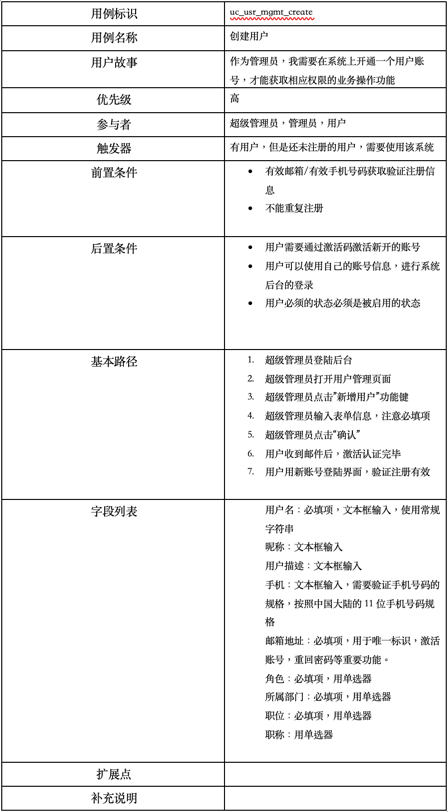 用例标识
uc_usr_mgmt_create
用例名称
创建用户
用户故事
作为管理员，我需要在系统上开通一个用户账
号，才能获取相应权限的业务操作功能
优先级
高
参与者
超级管理员，管理员，用户
触发器
有用户，但是还未注册的用户，需要使用该系统
前置条件
• 有效邮箱/有效手机号码获取验证注册信
息
• 不能重复注册
后置条件
• 用户需要通过激活码激活新开的账号
• 用户可以使用自己的账号信息，进行系统
后台的登录
• 用户必须的状态必须是被启用的状态
基本路径
1. 超级管理员登陆后台
2. 超级管理员打开用户管理页面
3. 超级管理员点击”新增用户”功能键
4. 超级管理员输入表单信息，注意必填项
5. 超级管理员点击“确认”
6. 用户收到邮件后，激活认证完毕
7. 用户用新账号登陆界面，验证注册有效
字段列表
用户名：必填项，文本框输入，使用常规
字符串
昵称：文本框输入
用户描述：文本框输入
手机：文本框输入，需要验证手机号码的
规格，按照中国大陆的 11 位手机号码规
格
邮箱地址：必填项，用于唯一标识，激活
账号，重回密码等重要功能。
角色：必填项，用单选器
所属部门：必填项，用单选器
职位：必填项，用单选器
职称：用单选器
扩展点
补充说明